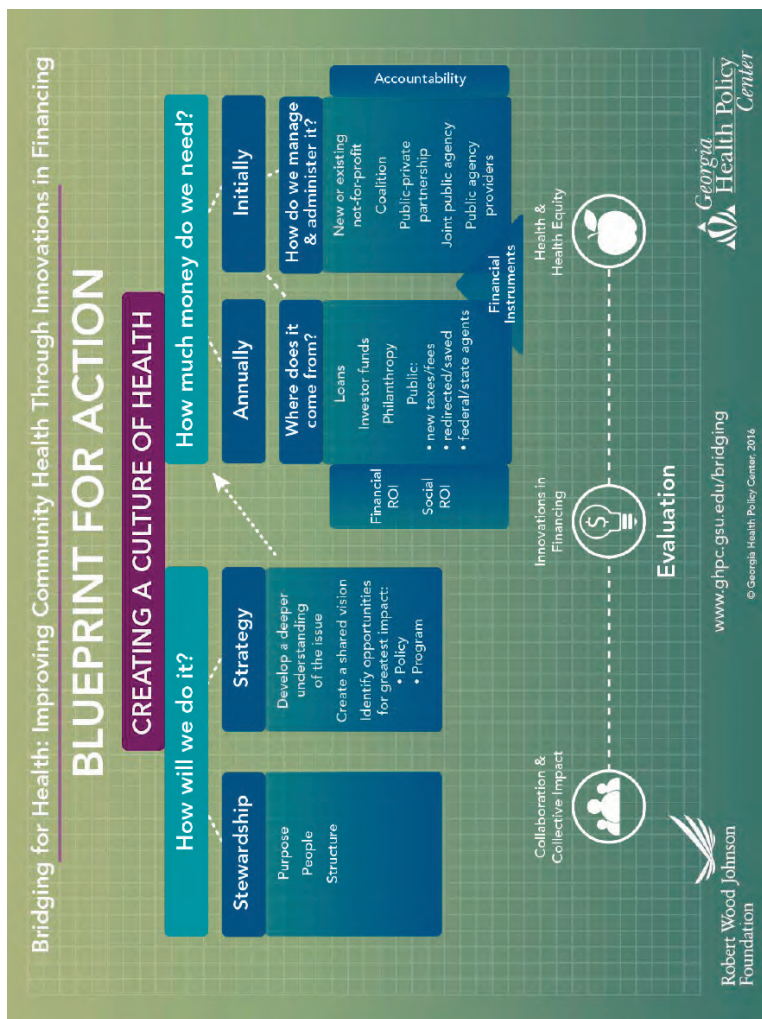 Bridging for Health: Improving Community Health Through Innovations in Financing
BLUEPRINT FOR ACTION
CREATING A CULTURE OF HEALTH
How will we do it?
Stewardship
Purpose
People
Structure
Strategy
Develop a deeper
understanding
of the issue
Create a shared vision
Identify opportunities
for greatest impact:
• Policy
• Program
How much money do we need?
Annually
Initially
Where does it
come from?
Loans
Investor funds
Philanthropy
Public:
• new taxes/fees
• redirected/saved
• federal/state agents
Financial
ROI
Social
ROI
How do we manage
& administer it?
New or existing
not-for-profit
Coalition
Public-private
partnership
Joint public agency
Public agency
providers
Accountability
Financial
Instruments
Collaboration &
Collective Impact
Innovations in
Financing
Health &
Health Equity
$
Evaluation
Robert Wood Johnson
Foundation
www.ghpc.gsu.edu/bridging
© Georgia Health Policy Center, 2016
Georgia
Health Policy
Center